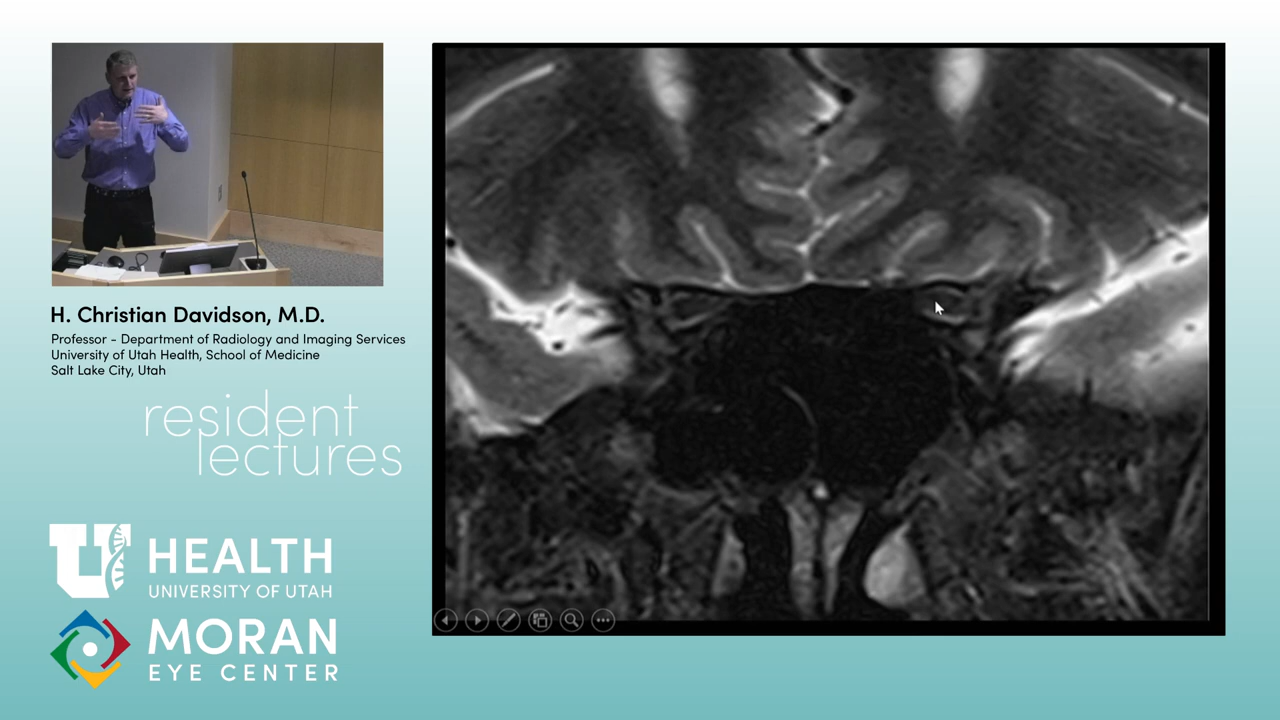 H. Christian Davidson, M.D.
Professor - Department of Radiology and Imaging Services
University of Utah Health, School of Medicine
Salt Lake City, Utah
resident
lectures
U HEALTH
UNIVERSITY OF UTAH
MORAN
EYE CENTER